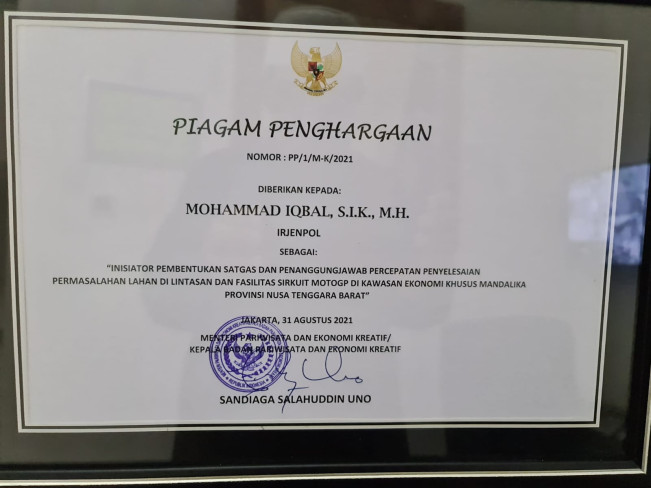 PIAGAM PENGHARGAAN
NOMOR : PP/1/M-K/2021
DIBERIKAN KEPADA:
MOHAMMAD IQBAL, S.I.K., M.H.
IRJENPOL
SEBAGAI:
"INISIATOR PEMBENTUKAN SATGAS DAN PENANGGUNGJAWAB PERCEPATAN PENYELESAIAN
PERMASALAHAN LAHAN DI LINTASAN DAN FASILITAS SIRKUIT MOTOGP DI KAWASAN EKONOMI KHUSUS MANDALIKA
PROVINSI NUSA TENGGARA BARAT"
JAKARTA, 31 AGUSTUS 2021
MENTERI PARIWISATA DAN EKONOMI KREATIF/
KEPALA BADAN PARIWISATA DAN EKONOMI KREATIF
REPUBLIK INDONESIA
SANDIAGA SALAHUDDIN UNO